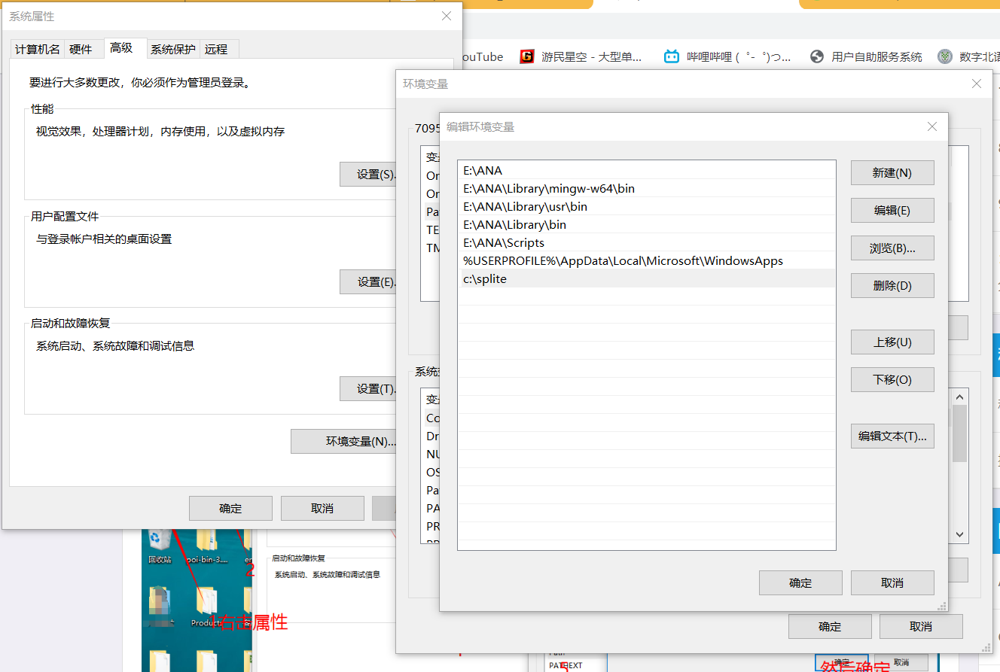 系统属性
计算机名
硬件
高级
系统保护
远程
要进行大多数更改，你必须作为管理员登录。
性能
视觉效果，处理器计划，内存使用，以及虚拟内存
设置(S).
用户配置文件
与登录帐户相关的桌面设置
设置(E).
启动和故障恢复
系统启动、系统故障和调试信息
设置(T).
环境变量(N)...
确定
取消
ouTube
游民星空 - 大型单...
哔哩哔哩 ( ゜- ゜)つ...
用户自助服务系统
数字北语
环境变量
7095
变
On
On
Pa
TE
TM
系统变
变
Co
Dr
NU
OS
Pa
PA
PR
编辑环境变量
E:\ANA
E:\ANA\Library\mingw-w64\bin
E:\ANA\Library\usr\bin
E:\ANA\Library\bin
E:\ANA\Scripts
%USERPROFILE%\AppData\Local\Microsoft\WindowsApps
c:\splite
新建(N)
编辑(E)
浏览(B)...
删除(D)
上移(U)
下移(O)
编辑文本(T)...
确定
取消
确定
取消
回收站
poi-bin-3....
en
2
Product
1右击属性
启动和故障恢复
系统启动、系统故障和调试信息
Path
PATHEXT
5
确定
取消
然后确定